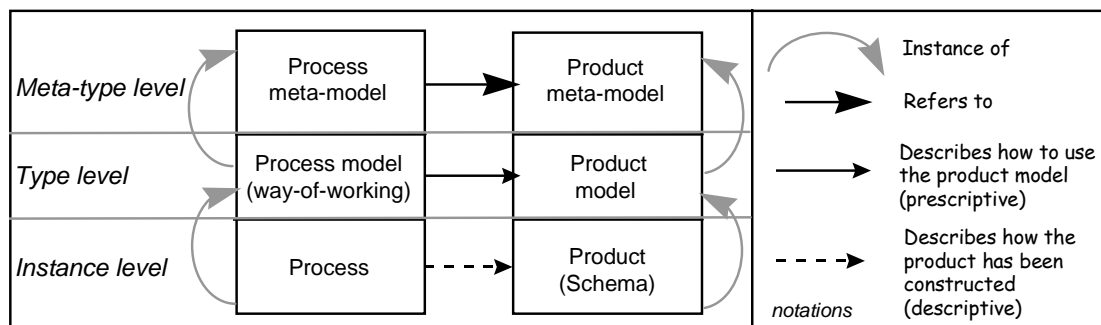 Meta-type level
Process
meta-model
Product
meta-model
Type level
Process model
(way-of-working)
Product
model
Instance level
Process
Product
(Schema)
Instance of
Refers to
Describes how to use
the product model
(prescriptive)
Describes how the
product has been
constructed
(descriptive)
notations